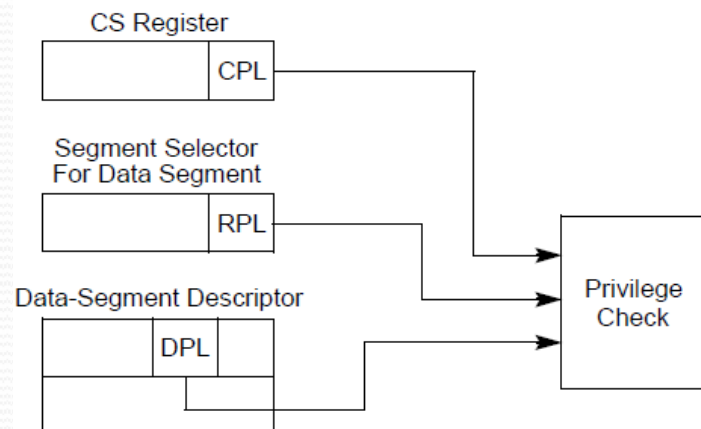 CS Register
CPL
Segment Selector
For Data Segment
RPL
Data-Segment Descriptor
DPL
Privilege
Check